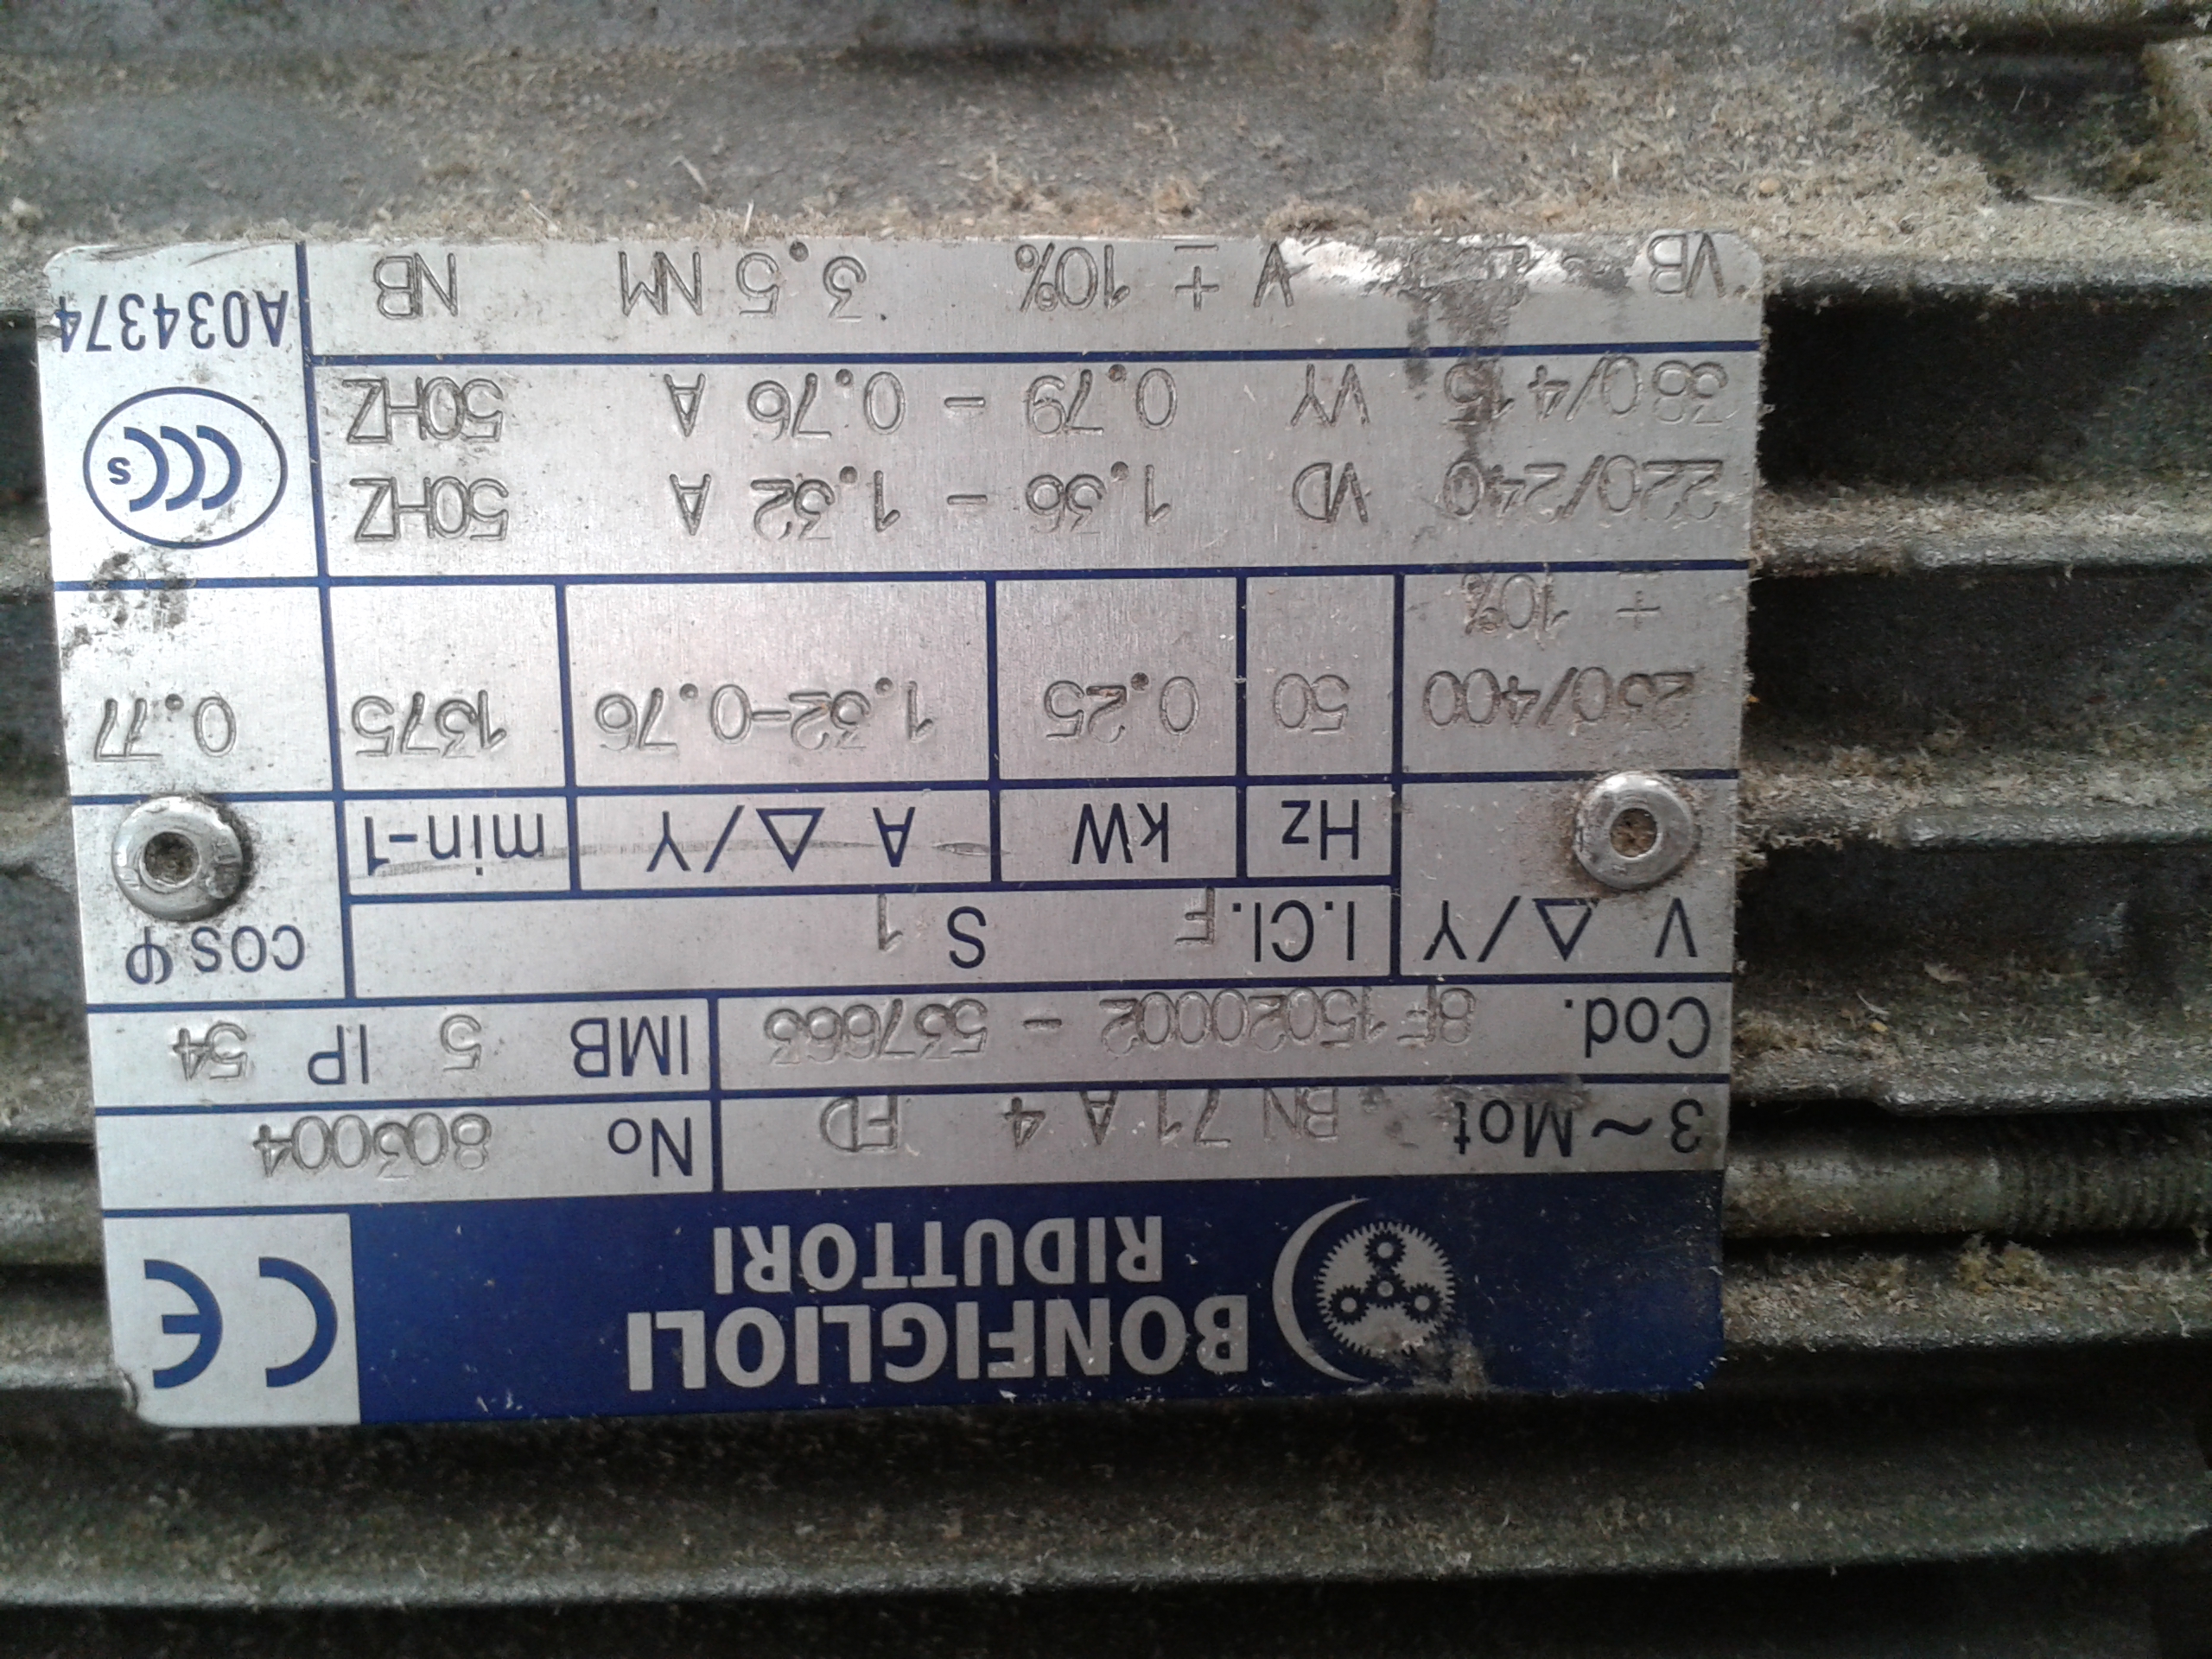 BONFIGLIOLI
RIDUTTORI
CE
3~Mot BN 71 A 4 FD
No 803004
Cod. 8F15020002 - 537663
IMB 5 IP 54
V Δ/Y
I.Cl. F S 1
cos φ
Hz kW A Δ/Y min-1
230/400 50 0.25 1.32-0.76 1375 0.77
± 10%
220/240 VD 1.36 - 1.32 A 50HZ
380/415 VY 0.79 - 0.76 A 50HZ
CCC S
VB V ± 10% 3.5 NM NB
A034374